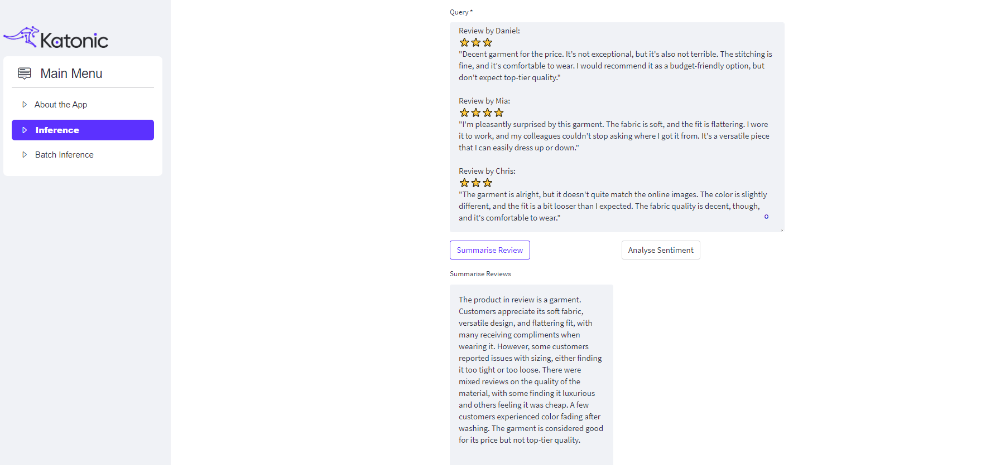 Katonic
Main Menu
About the App
Inference
Batch Inference
Query *
Review by Daniel:
"Decent garment for the price. It's not exceptional, but it's also not terrible. The stitching is
fine, and it's comfortable to wear. I would recommend it as a budget-friendly option, but
don't expect top-tier quality."
Review by Mia:
"I'm pleasantly surprised by this garment. The fabric is soft, and the fit is flattering. I wore
it to work, and my colleagues couldn't stop asking where I got it from. It's a versatile piece
that I can easily dress up or down."
Review by Chris:
"The garment is alright, but it doesn't quite match the online images. The color is slightly
different, and the fit is a bit looser than I expected. The fabric quality is decent, though,
and it's comfortable to wear."
Summarise Review
Analyse Sentiment
Summarise Reviews
The product in review is a garment.
Customers appreciate its soft fabric,
versatile design, and flattering fit, with
many receiving compliments when
wearing it. However, some customers
reported issues with sizing, either finding
it too tight or too loose. There were
mixed reviews on the quality of the
material, with some finding it luxurious
and others feeling it was cheap. A few
customers experienced color fading after
washing. The garment is considered good
for its price but not top-tier quality.